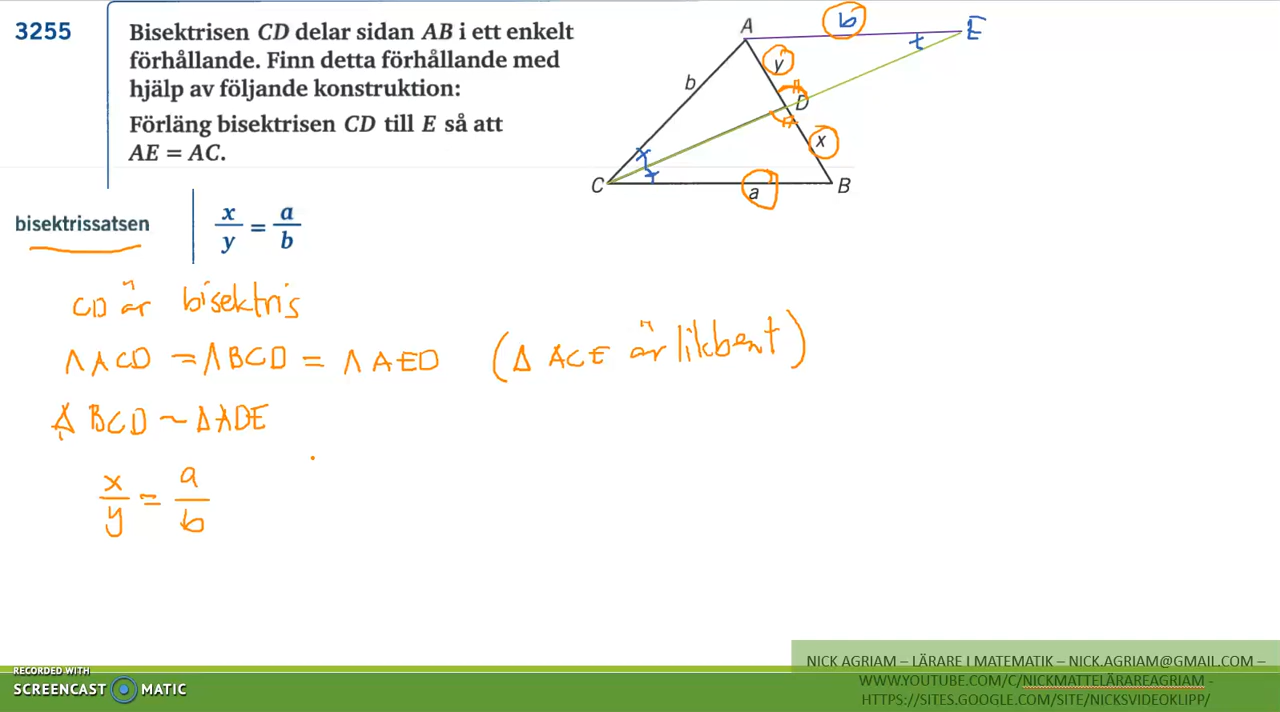 3255
Bisektrisen CD delar sidan AB i ett enkelt
förhållande. Finn detta förhållande med
hjälp av följande konstruktion:
Förläng bisektrisen CD till E så att
AE = AC.
A
b
E
t
y
b
D
x
x
x
C
a
B
bisektrissatsen
x/y = a/b
CD är bisektris
Λ ACD = Λ BCD = Λ AED (Δ ACE är likbent)
Δ BCD ~ Δ ADE
x/y = a/b
RECORDED WITH
SCREENCAST MATIC
NICK AGRIAM – LÄRARE I MATEMATIK – NICK.AGRIAM@GMAIL.COM –
WWW.YOUTUBE.COM/C/NICKMATTELÄRAREAGRIAM -
HTTPS://SITES.GOOGLE.COM/SITE/NICKSVIDEOKLIPP/